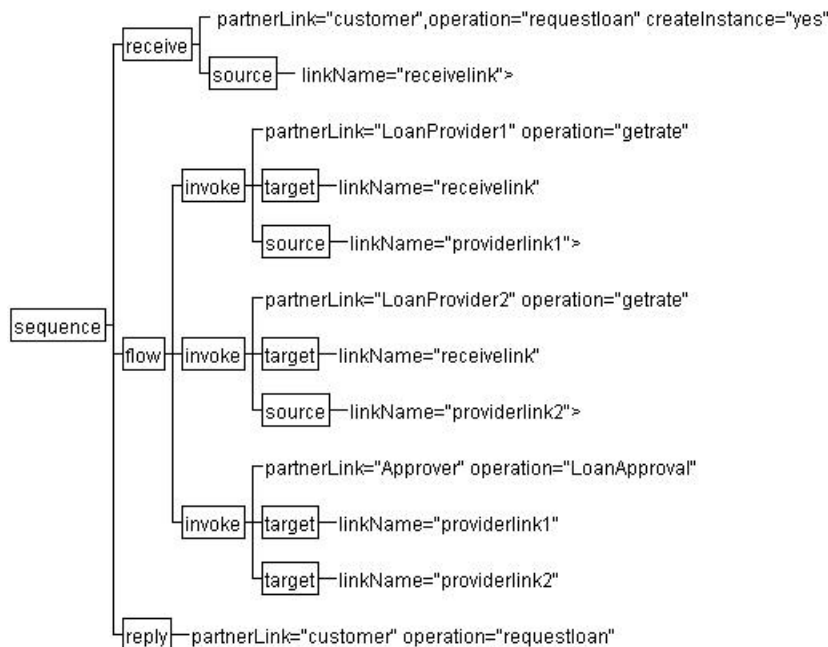 partnerLink="customer",operation="requestloan" createInstance="yes"
receive
source linkName="receivelink">
partnerLink="LoanProvider1" operation="getrate"
invoke target linkName="receivelink"
source linkName="providerlink1">
partnerLink="LoanProvider2" operation="getrate"
sequence
flow invoke target linkName="receivelink"
source linkName="providerlink2">
partnerLink="Approver" operation="LoanApproval"
invoke target linkName="providerlink1"
target linkName="providerlink2"
reply partnerLink="customer" operation="requestloan"